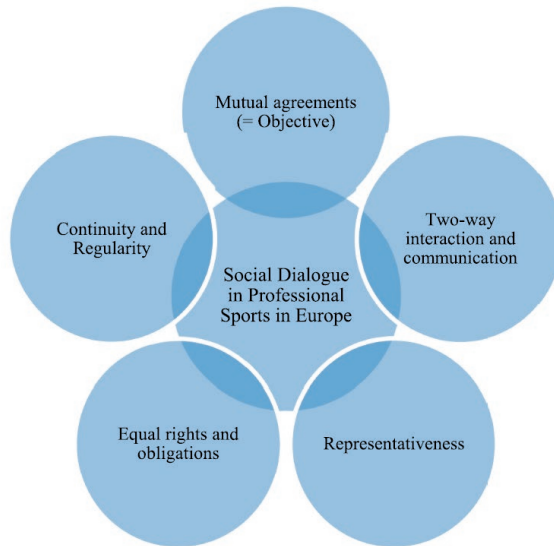 Mutual agreements
(= Objective)
Continuity and
Regularity
Two-way
interaction and
communication
Social Dialogue
in Professional
Sports in Europe
Equal rights and
obligations
Representativeness